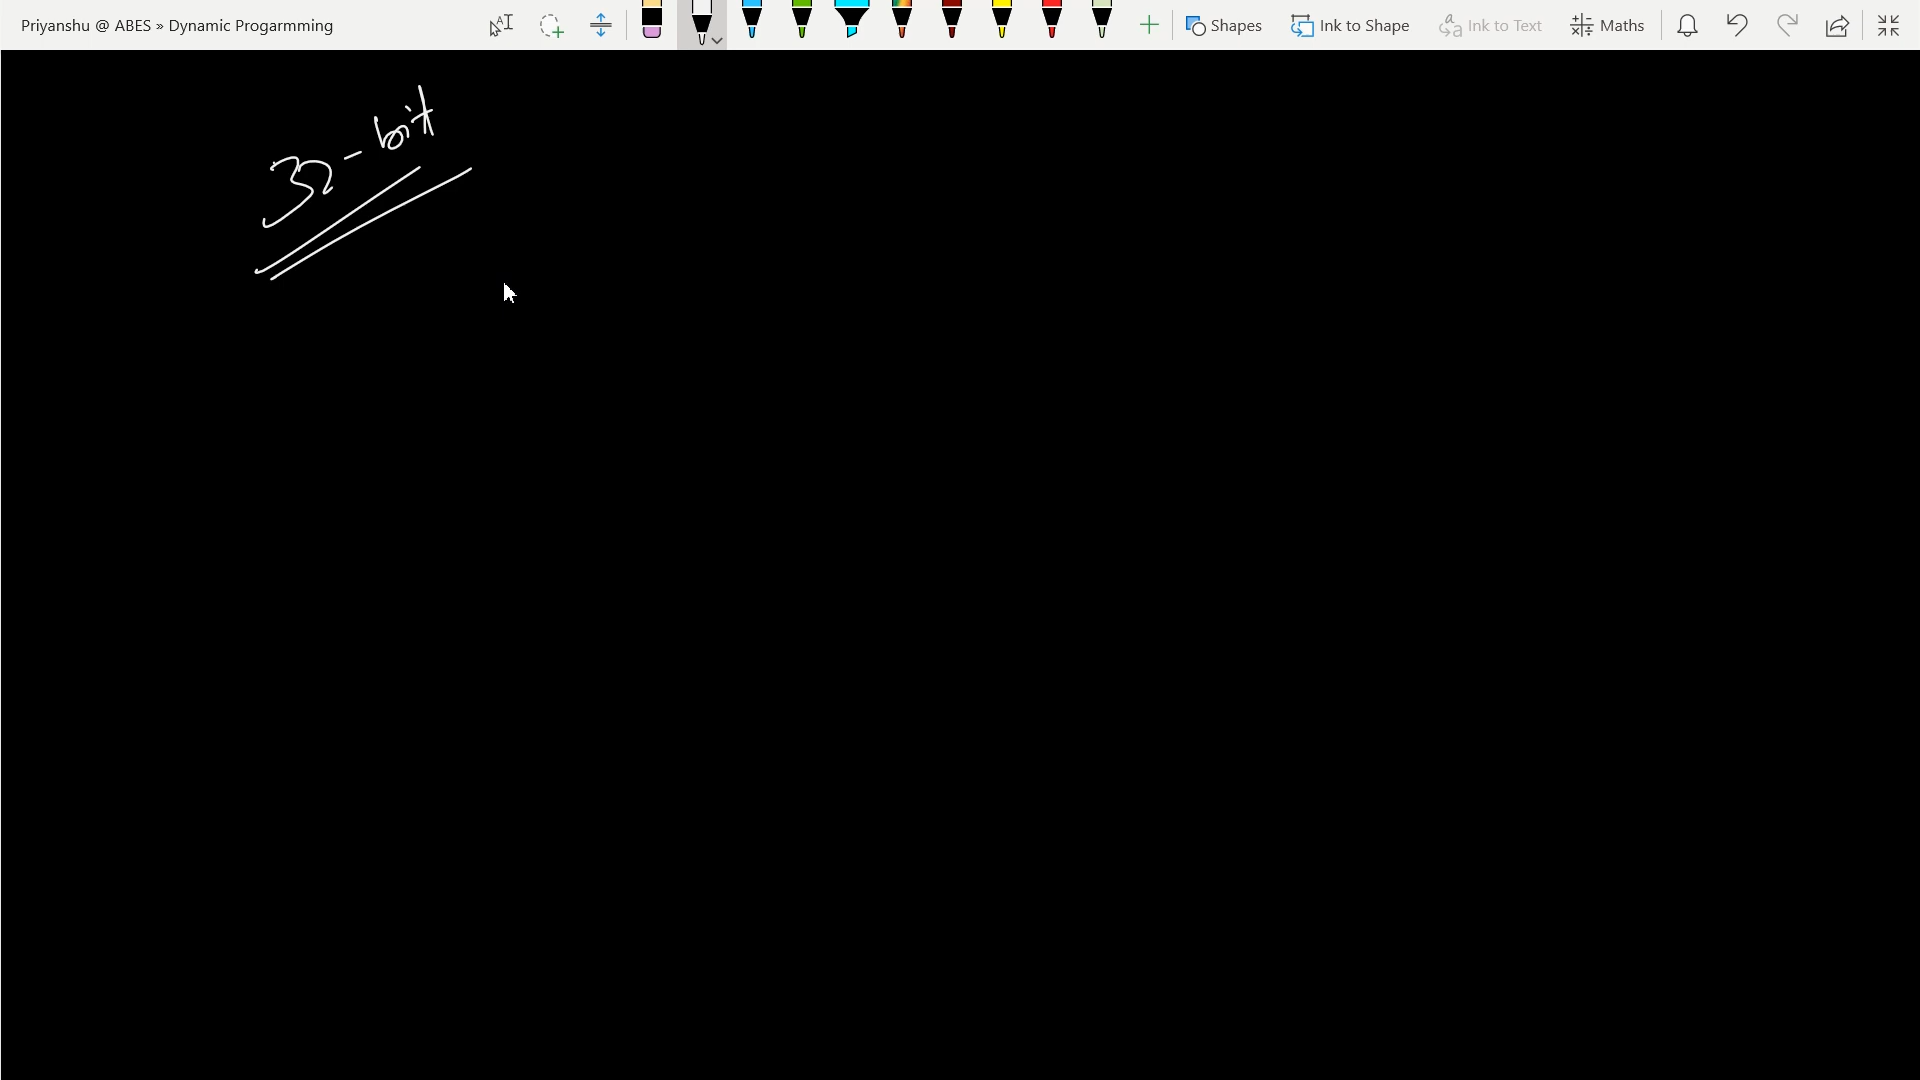 Priyanshu @ ABES » Dynamic Progarmming
Shapes
Ink to Shape
Ink to Text
Maths
32-bit